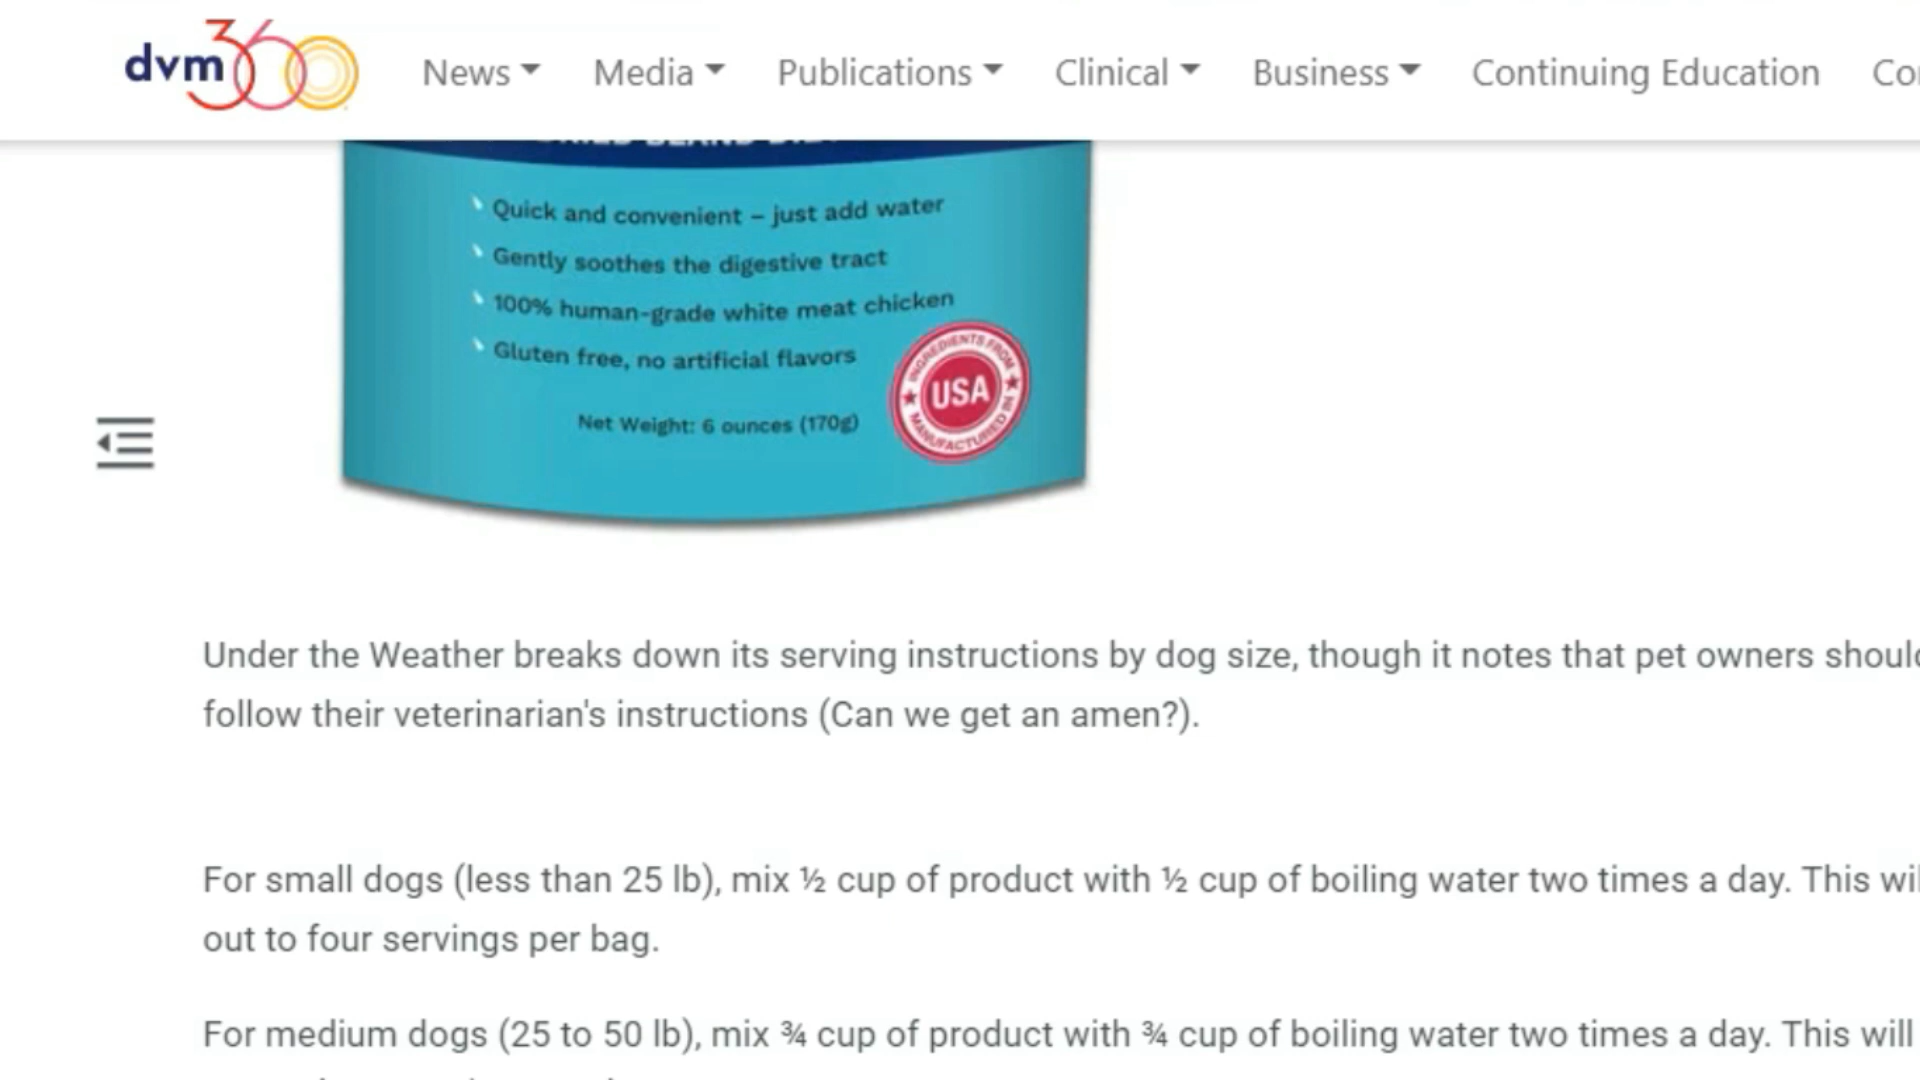 dvm360 News Media Publications Clinical Business Continuing Education
Quick and convenient – just add water
Gently soothes the digestive tract
100% human-grade white meat chicken
Gluten free, no artificial flavors
Net Weight: 6 ounces (170g)
INGREDIENTS FROM
USA
MANUFACTURED IN
Under the Weather breaks down its serving instructions by dog size, though it notes that pet owners
follow their veterinarian's instructions (Can we get an amen?).
For small dogs (less than 25 lb), mix ½ cup of product with ½ cup of boiling water two times a day. This
out to four servings per bag.
For medium dogs (25 to 50 lb), mix ¾ cup of product with ¾ cup of boiling water two times a day. This will